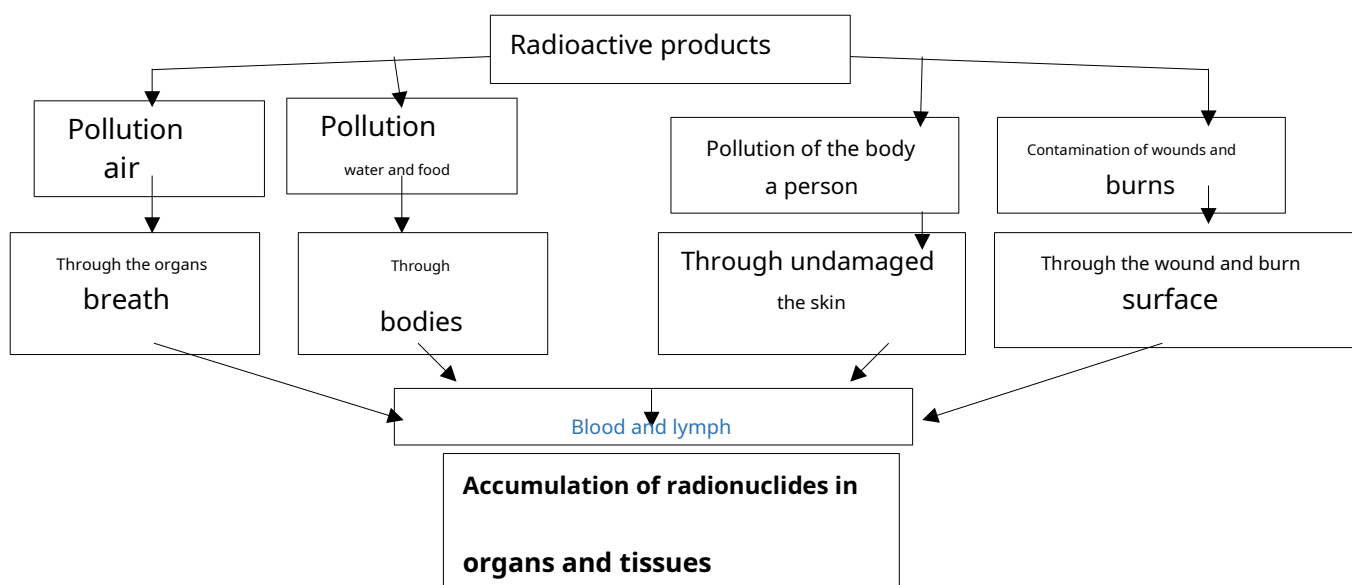 Radioactive products
Pollution
air
Pollution
water and food
Pollution of the body
a person
Contamination of wounds and
burns
Through the organs
breath
Through
bodies
Through undamaged
the skin
Through the wound and burn
surface
Blood and lymph
Accumulation of radionuclides in
organs and tissues